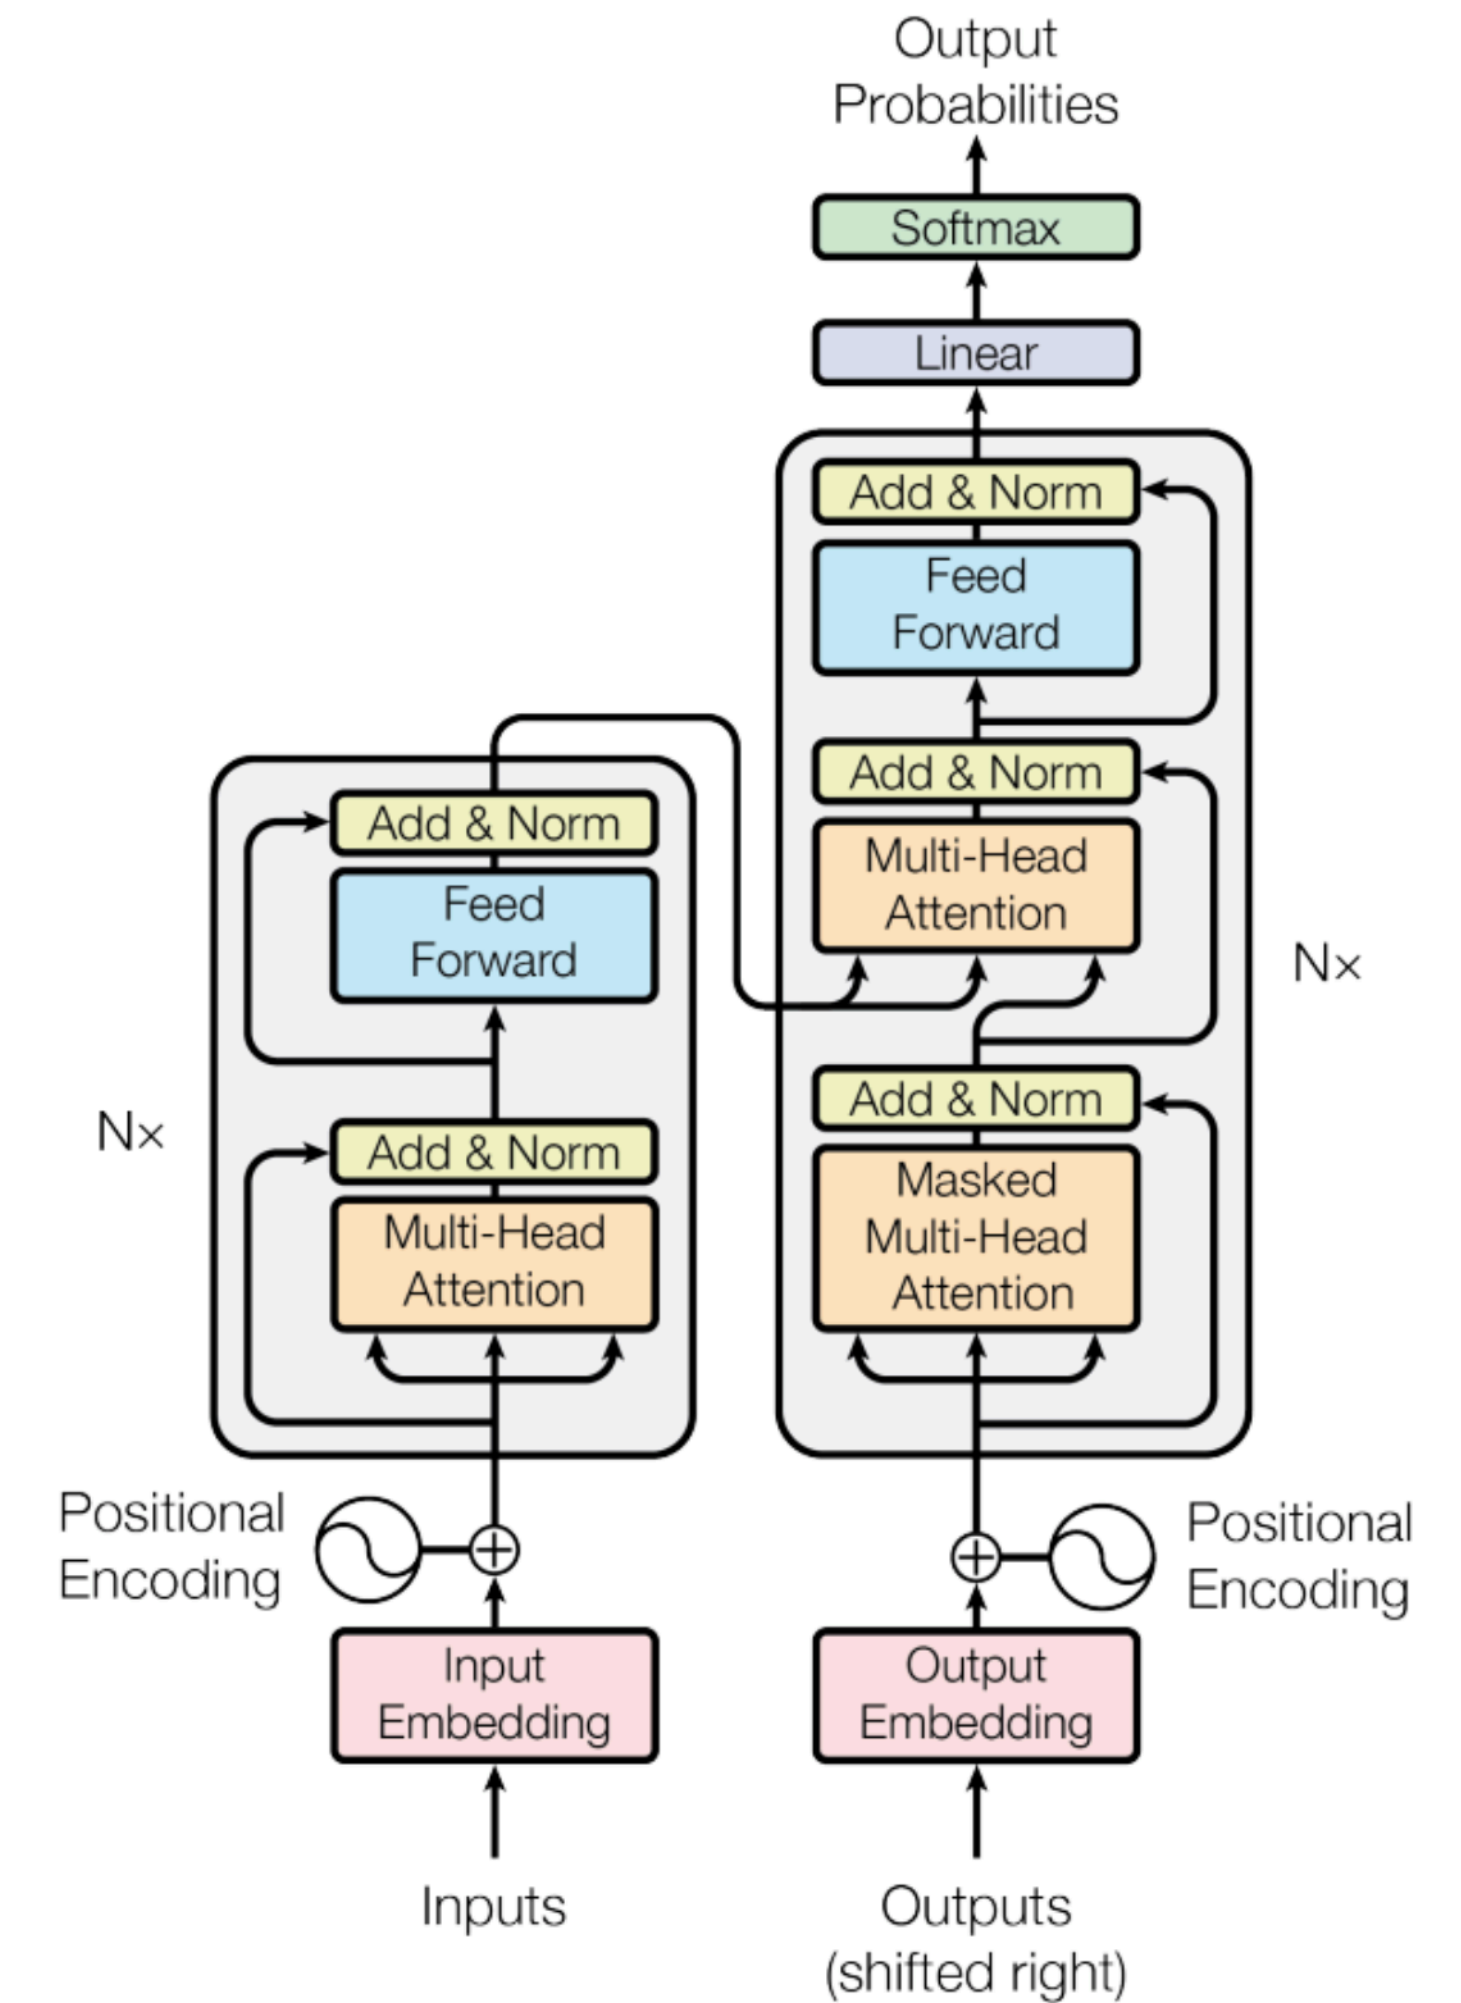 Output
Probabilities
Softmax
Linear
Add & Norm
Feed
Forward
Add & Norm
Multi-Head
Attention
Nx
Add & Norm
Masked
Multi-Head
Attention
Add & Norm
Feed
Forward
Nx
Add & Norm
Multi-Head
Attention
Positional
Encoding
Positional
Encoding
Input
Embedding
Output
Embedding
Inputs
Outputs
(shifted right)